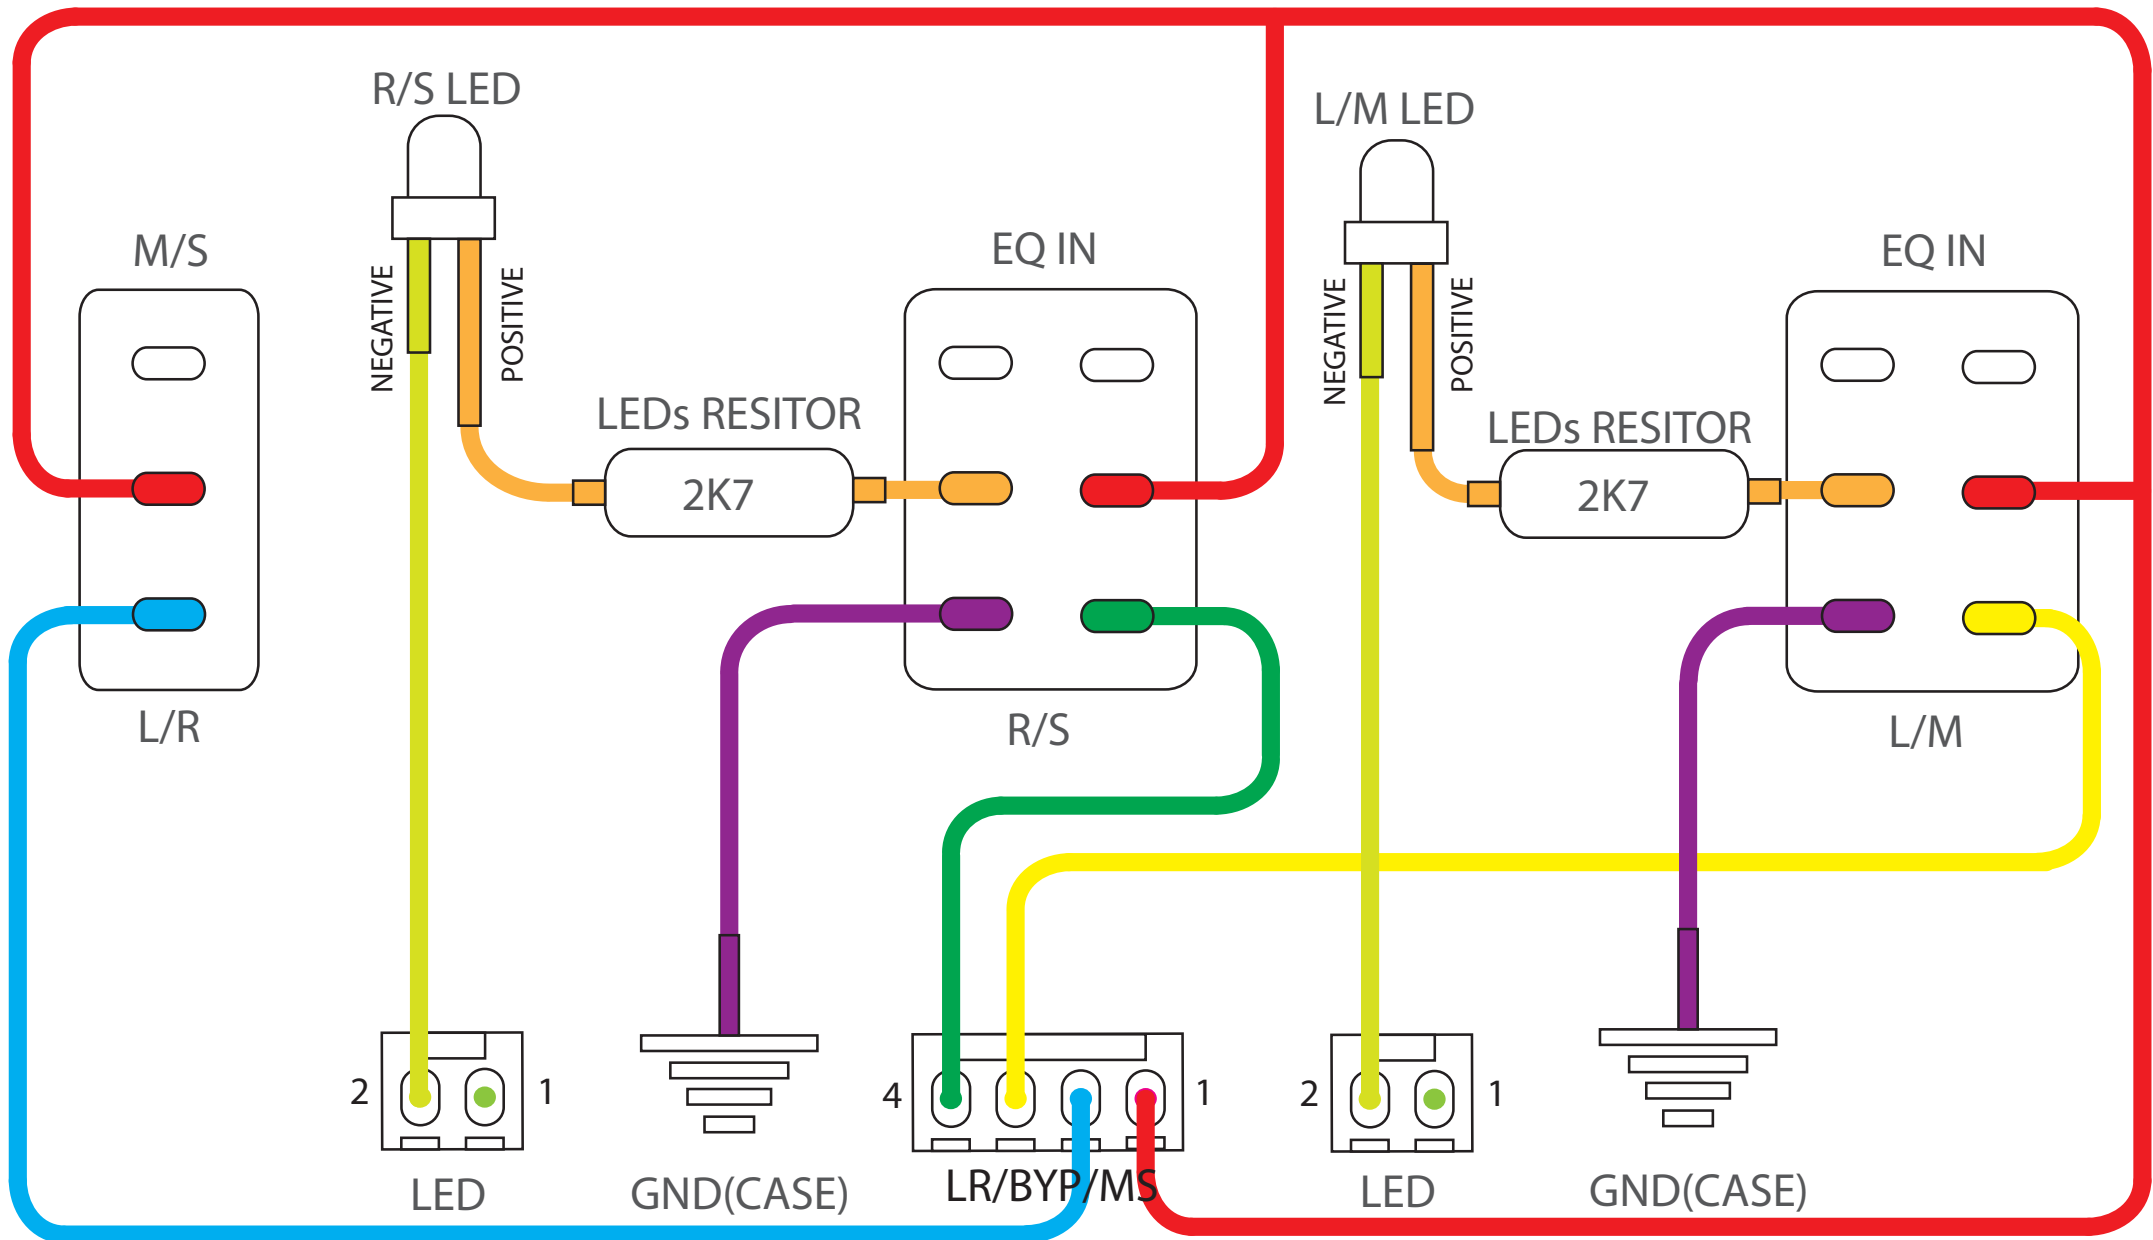 R/S LED
L/M LED
M/S
NEGATIVE
POSITIVE
EQ IN
NEGATIVE
POSITIVE
EQ IN
LEDs RESITOR
LEDs RESITOR
2K7
2K7
L/R
R/S
L/M
2
1
4
1
2
1
LED
GND(CASE)
LR/BYP/MS
LED
GND(CASE)